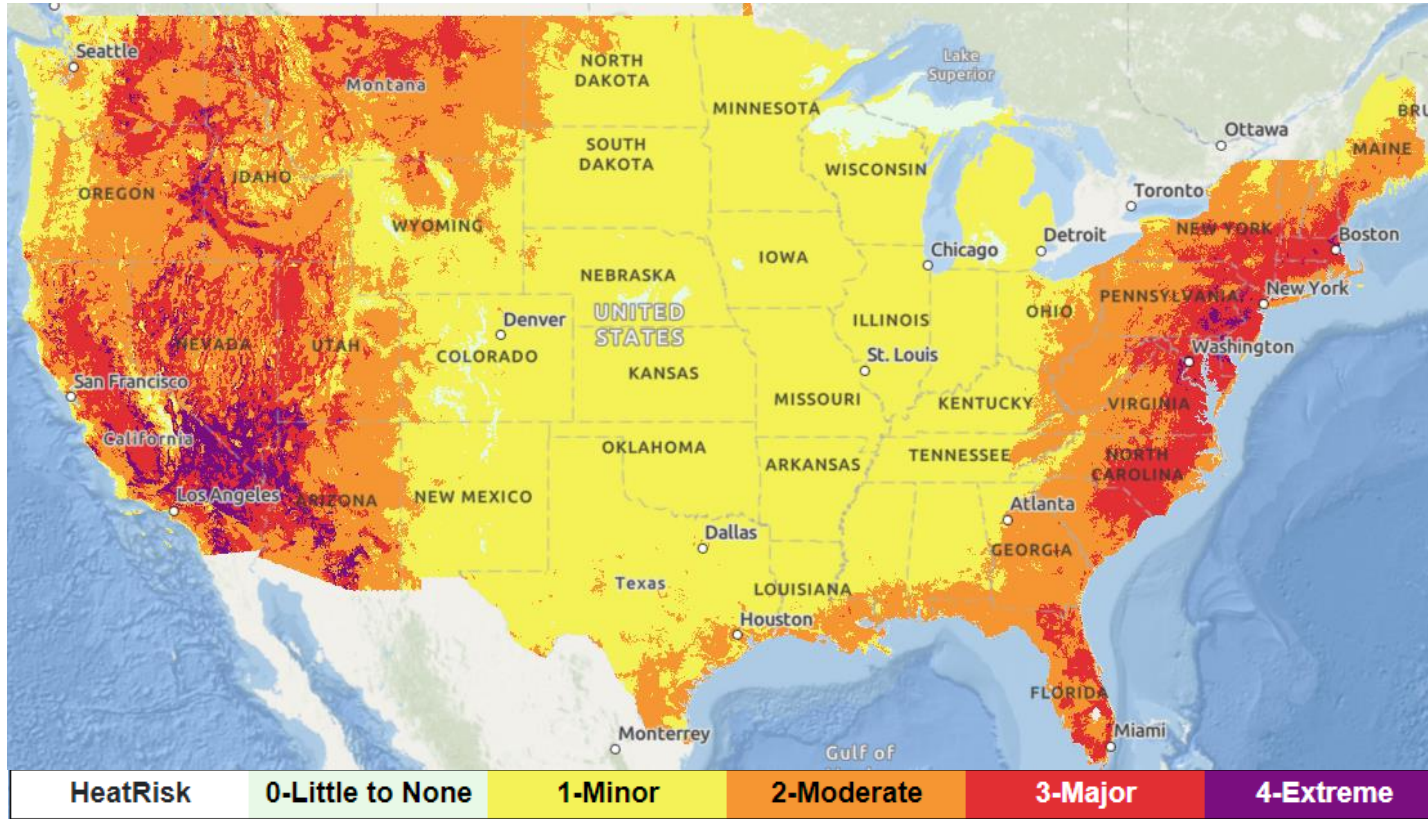 Seattle
Montana
NORTH
DAKOTA
MINNESOTA
Lake
Superior
Ottawa
BRU
MAINE
OREGON
IDAHO
SOUTH
DAKOTA
WISCONSIN
Toronto
WYOMING
NEW YORK
Boston
Detroit
Chicago
IOWA
NEBRASKA
PENNSYLVANIA
New York
UNITED
STATES
Denver
ILLINOIS
OHIO
NEVADA
UTAH
COLORADO
St. Louis
Washington
San Francisco
KANSAS
MISSOURI
KENTUCKY
VIRGINIA
California
OKLAHOMA
ARKANSAS
TENNESSEE
NORTH
CAROLINA
Los Angeles
ARIZONA
NEW MEXICO
Atlanta
Dallas
GEORGIA
Texas
LOUISIANA
Houston
FLORIDA
Monterrey
Miami
Gulf of
HeatRisk 0-Little to None 1-Minor 2-Moderate 3-Major 4-Extreme